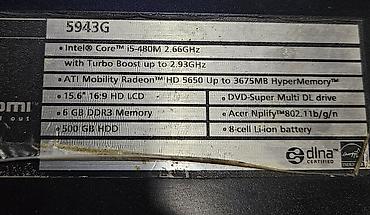 5943G
• Intel® Core™ i5-480M 2.66GHz
with Turbo Boost up to 2.93GHz
• ATI Mobility Radeon™ HD 5650 Up to 3675MB HyperMemory™
• 15.6" 16:9 HD LCD
• DVD-Super Multi DL drive
• 6 GB DDR3 Memory
• Acer Nplify™802.11b/g/n
• 500 GB HDD
• 8-cell Li-ion battery
omi
out
dlna
CERTIFIED